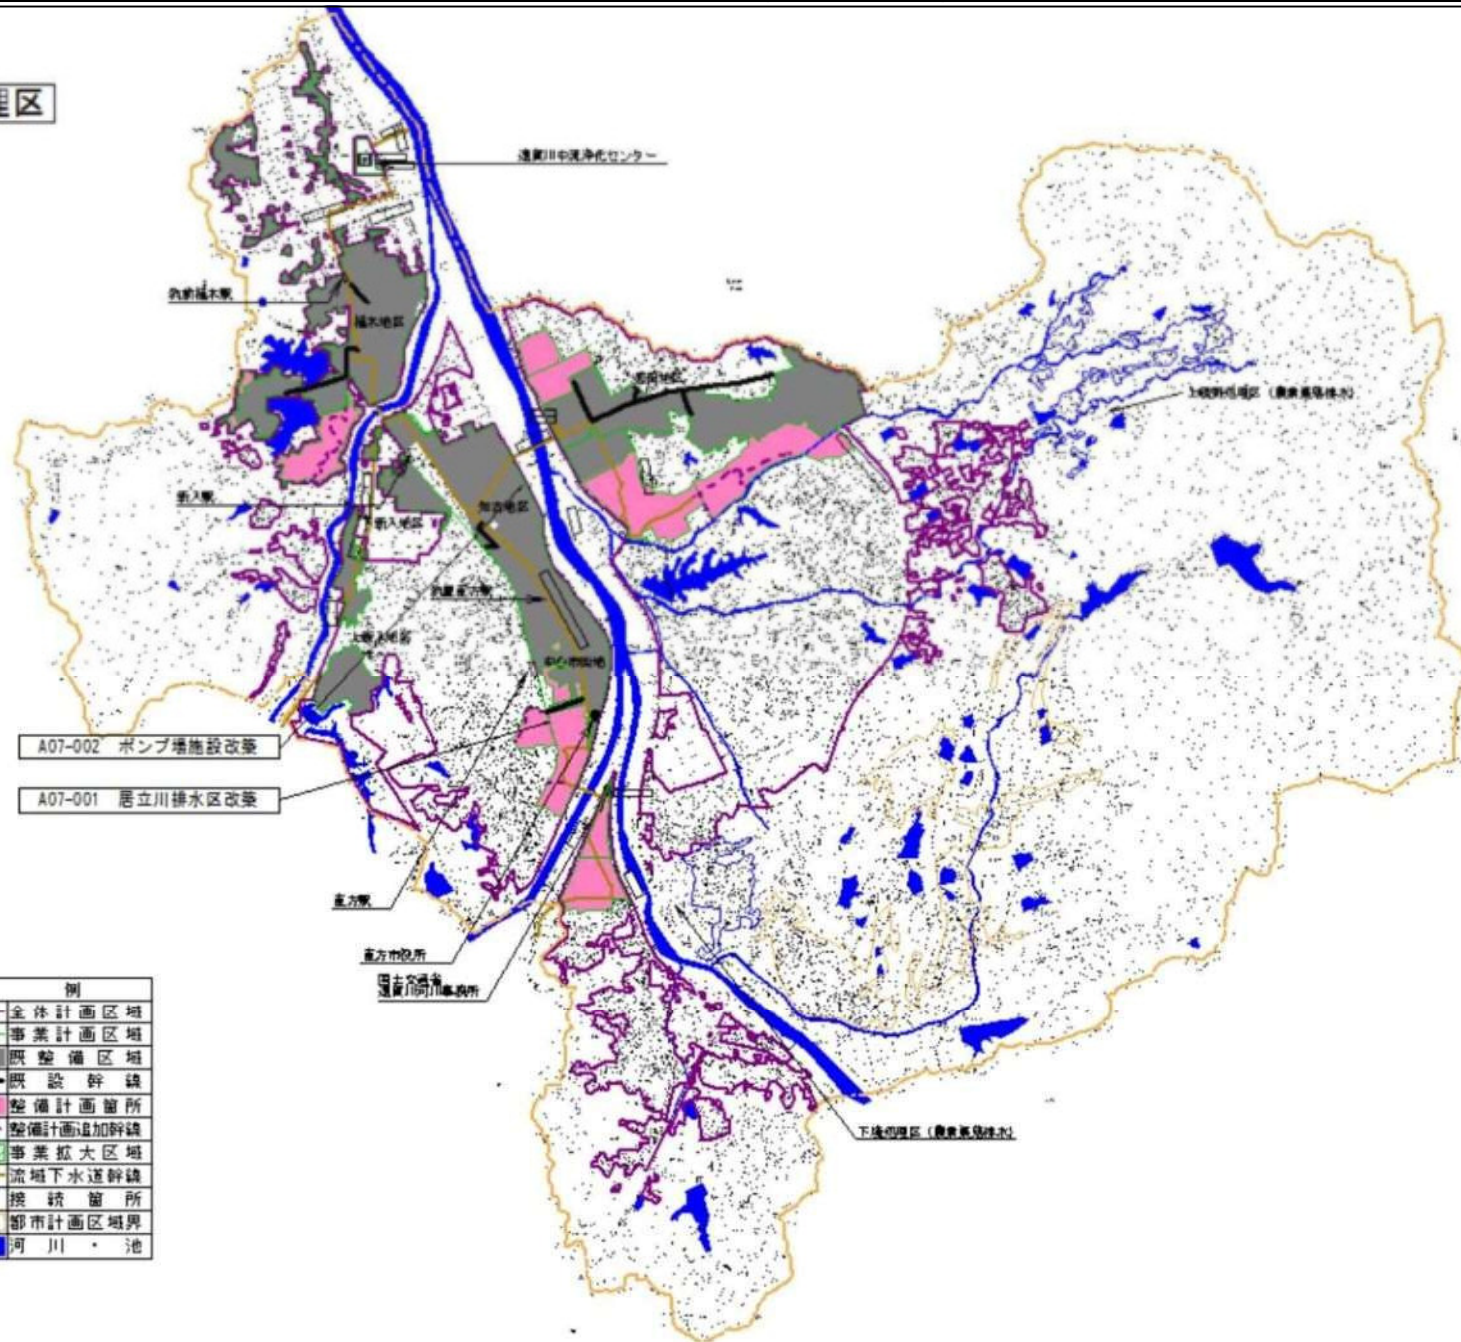 理区
遠賀川中流浄化センター
筑前植木駅
植木地区
感田地区
上頓野処理区（農業集落排水）
新入駅
知古地区
下新入地区
筑豊直方駅
上新入地区
中心市街地
A07-002 ポンプ場施設改築
A07-001 居立川排水区改築
直方駅
直方市役所
国土交通省
遠賀川河川事務所
下境処理区（農業集落排水）
例
全体計画区域
事業計画区域
既整備区域
既設幹線
整備計画箇所
整備計画追加幹線
事業拡大区域
流域下水道幹線
接続箇所
都市計画区域界
河川・池